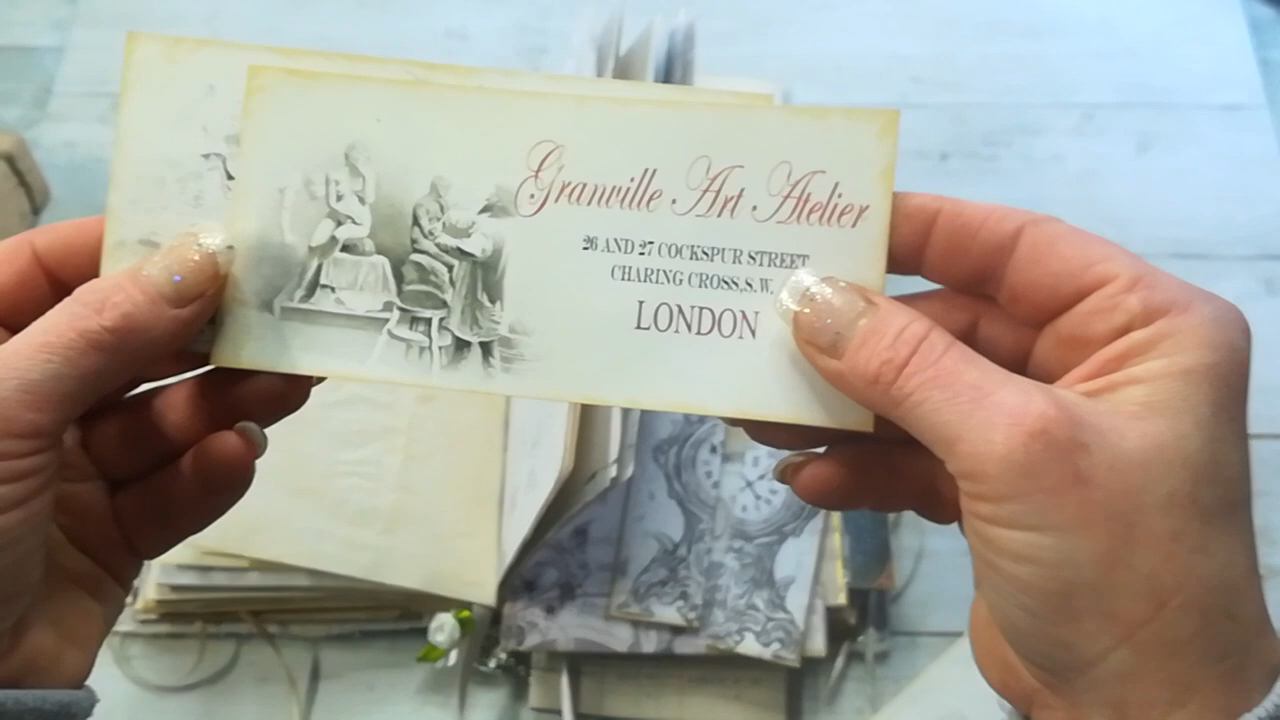 Granville Art Atelier
26 AND 27 COCKSPUR STREET
CHARING CROSS,S.W.
LONDON